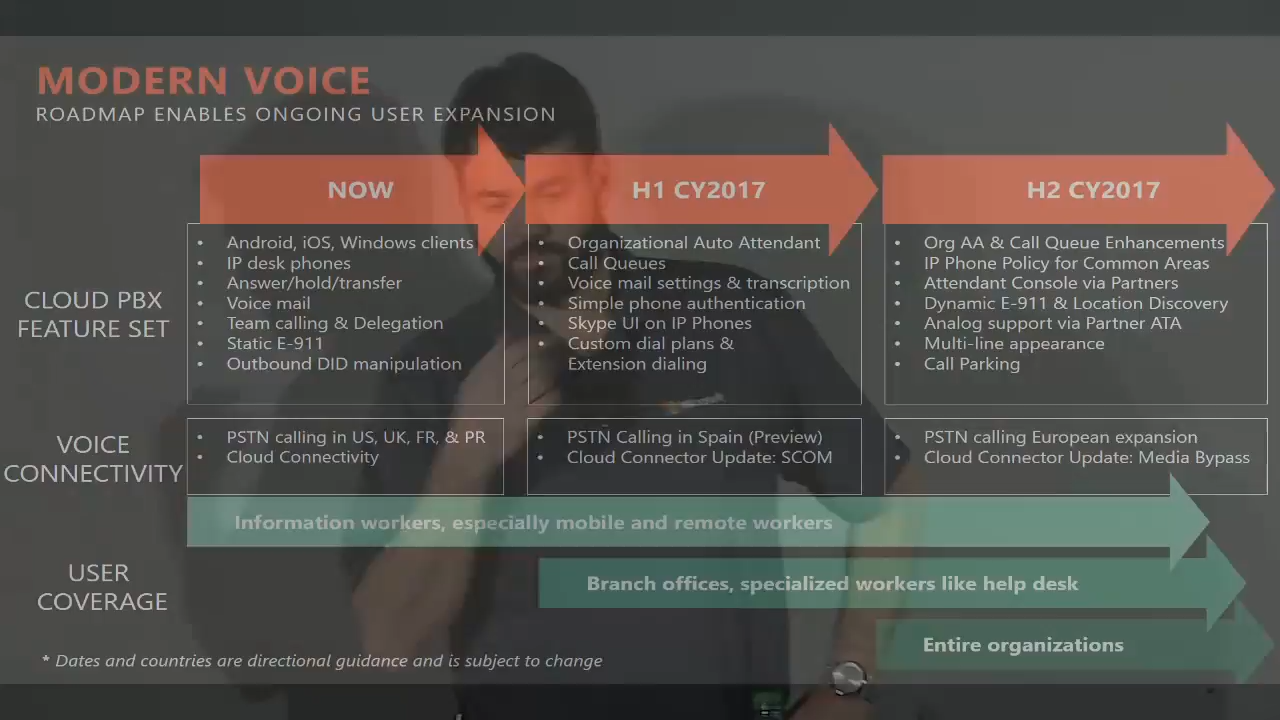 MODERN VOICE
ROADMAP ENABLES ONGOING USER EXPANSION
NOW
H1 CY2017
H2 CY2017
CLOUD PBX
FEATURE SET
• Android, iOS, Windows clients
• IP desk phones
• Answer/hold/transfer
• Voice mail
• Team calling & Delegation
• Static E-911
• Outbound DID manipulation
• Organizational Auto Attendant
• Call Queues
• Voice mail settings & transcription
• Simple phone authentication
• Skype UI on IP Phones
• Custom dial plans &
Extension dialing
• Org AA & Call Queue Enhancements
• IP Phone Policy for Common Areas
• Attendant Console via Partners
• Dynamic E-911 & Location Discovery
• Analog support via Partner ATA
• Multi-line appearance
• Call Parking
VOICE
CONNECTIVITY
• PSTN calling in US, UK, FR, & PR
• Cloud Connectivity
• PSTN Calling in Spain (Preview)
• Cloud Connector Update: SCOM
• PSTN calling European expansion
• Cloud Connector Update: Media Bypass
USER
COVERAGE
Information workers, especially mobile and remote workers
Branch offices, specialized workers like help desk
Entire organizations
* Dates and countries are directional guidance and is subject to change